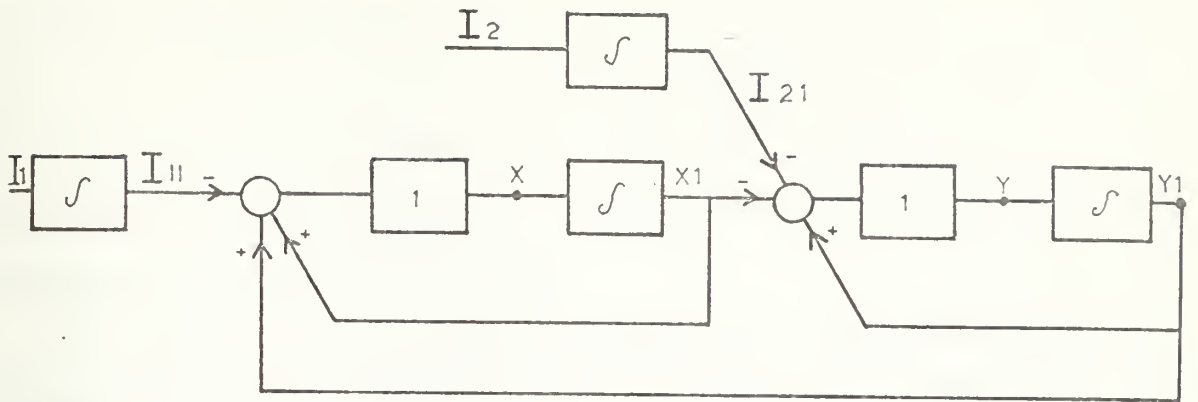 I2
∫
I21
I1
∫
I11
-
+
+
1
X
∫
X1
-
-
+
1
Y
∫
Y1